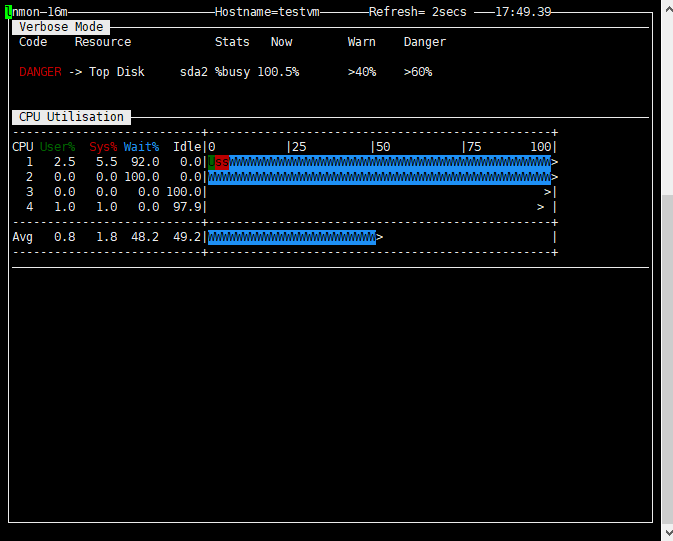 nmon-16m Hostname=testvm Refresh= 2secs 17:49.39
Verbose Mode
Code Resource Stats Now Warn Danger
DANGER -> Top Disk sda2 %busy 100.5% >40% >60%
CPU Utilisation
---------------------------+-------------------------------------------------+
CPU User% Sys% Wait% Idle|0 |25 |50 |75 100|
1 2.5 5.5 92.0 0.0|UssWWWWWWWWWWWWWWWWWWWWWWWWWWWWWWWWWWWWWWWWWWWWWW>
2 0.0 0.0 100.0 0.0|WWWWWWWWWWWWWWWWWWWWWWWWWWWWWWWWWWWWWWWWWWWWWWWWW>
3 0.0 0.0 0.0 100.0| >|
4 1.0 1.0 0.0 97.9| > |
---------------------------+-------------------------------------------------+
Avg 0.8 1.8 48.2 49.2|WWWWWWWWWWWWWWWWWWWWWWWW> |
---------------------------+-------------------------------------------------+